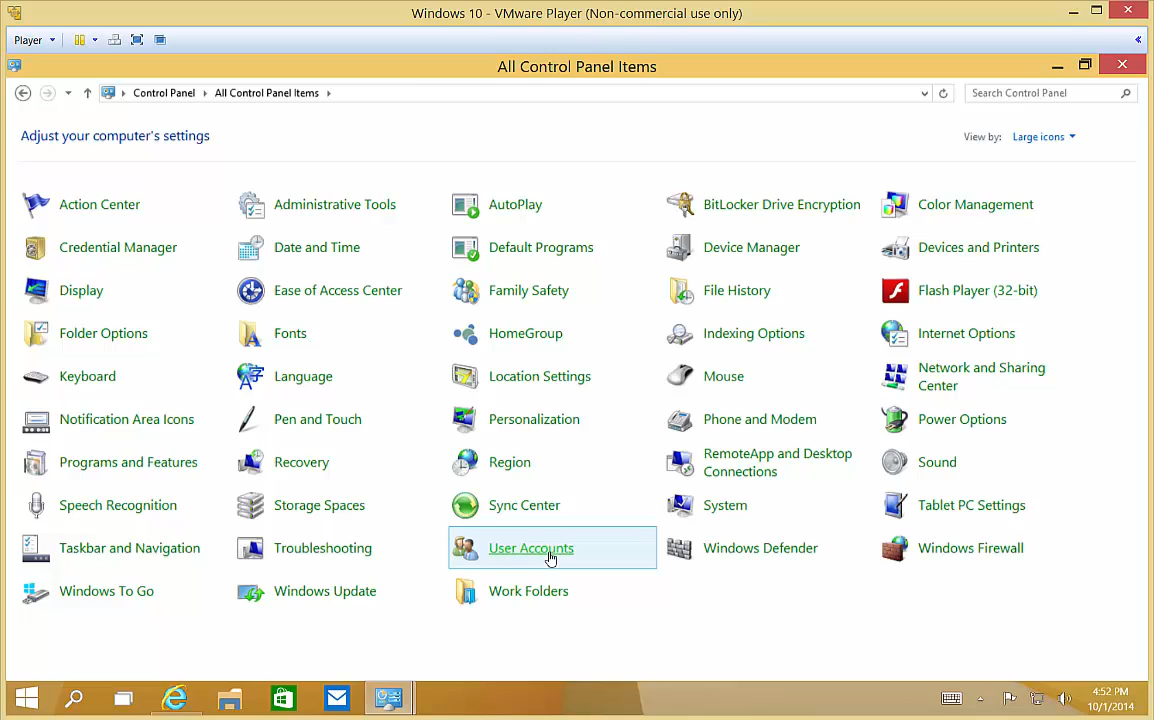 Windows 10 - VMware Player (Non-commercial use only)
Player
All Control Panel Items
Control Panel All Control Panel Items
Search Control Panel
Adjust your computer's settings
View by: Large icons
Action Center
Administrative Tools
AutoPlay
BitLocker Drive Encryption
Color Management
Credential Manager
Date and Time
Default Programs
Device Manager
Devices and Printers
Display
Ease of Access Center
Family Safety
File History
Flash Player (32-bit)
Folder Options
Fonts
HomeGroup
Indexing Options
Internet Options
Keyboard
Language
Location Settings
Mouse
Network and Sharing
Center
Notification Area Icons
Pen and Touch
Personalization
Phone and Modem
Power Options
Programs and Features
Recovery
Region
RemoteApp and Desktop
Connections
Sound
Speech Recognition
Storage Spaces
Sync Center
System
Tablet PC Settings
Taskbar and Navigation
Troubleshooting
User Accounts
Windows Defender
Windows Firewall
Windows To Go
Windows Update
Work Folders
4:52 PM
10/1/2014